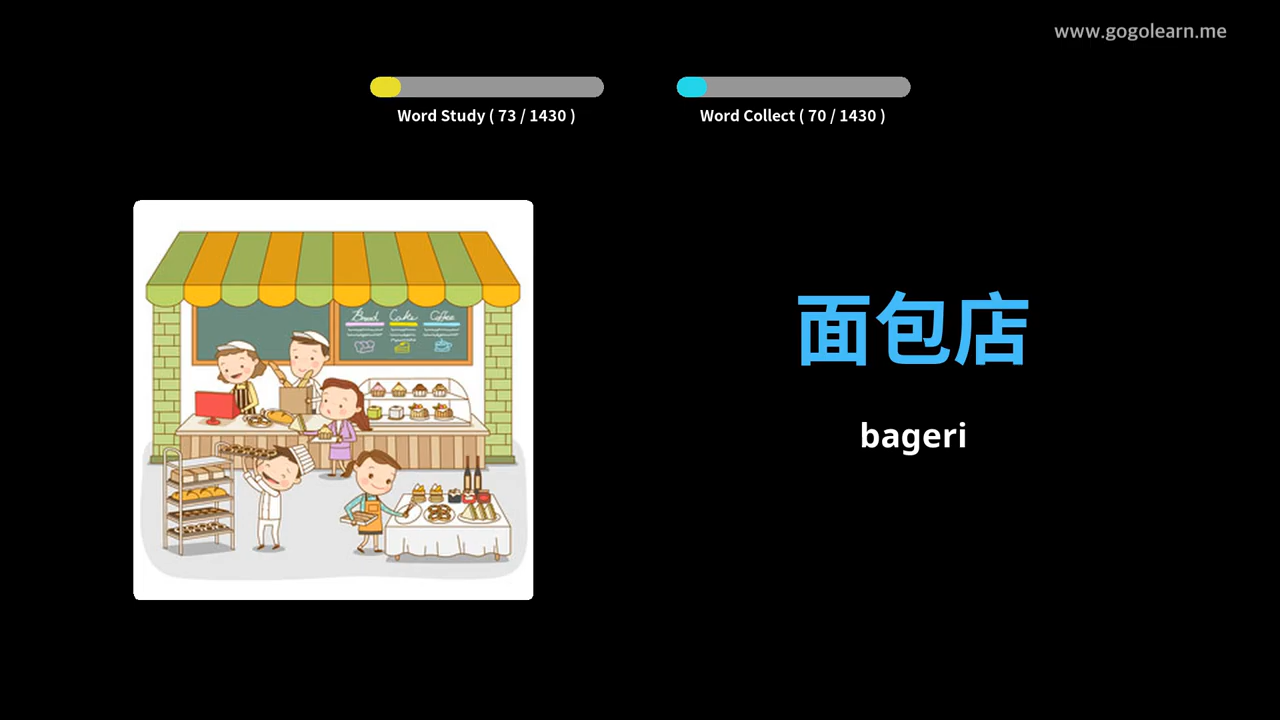 www.gogolearn.me
Word Study ( 73 / 1430 )
Word Collect ( 70 / 1430 )
Bread Cake Coffee
面包店
bageri